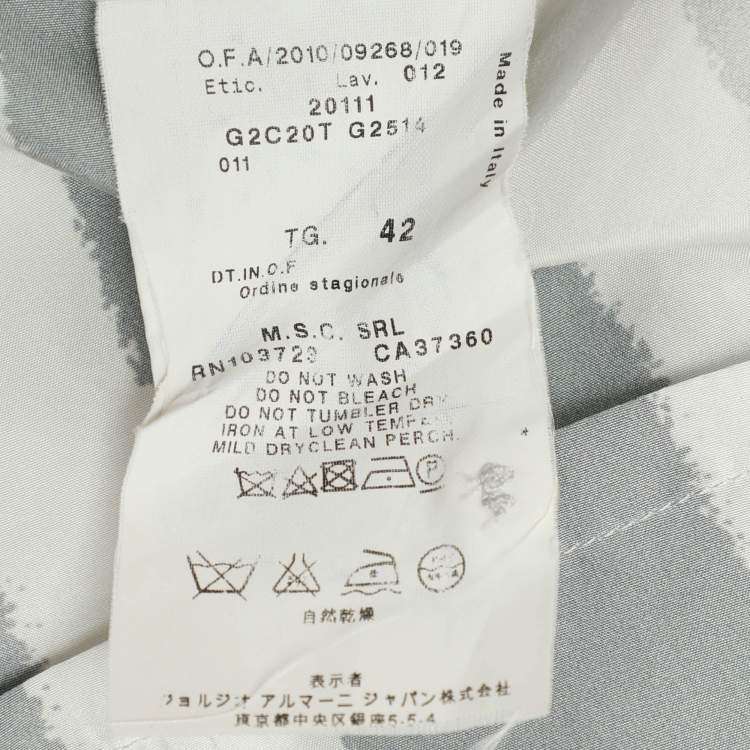 O.F.A/2010/09268/019
Etic. Lav. 012
20111
G2C20T G2514
011
Made in Italy
TG. 42
DT.IN.O.F
Ordine stagionale
M.S.C. SRL
RN103729 CA37360
DO NOT WASH
DO NOT BLEACH
DO NOT TUMBLER DRY
IRON AT LOW
MILD DRYCLEAN PERCH.
P
自然乾燥
表示者
ジョルジオ アルマーニ ジャパン株式会社
東京都中央区銀座5-5-4